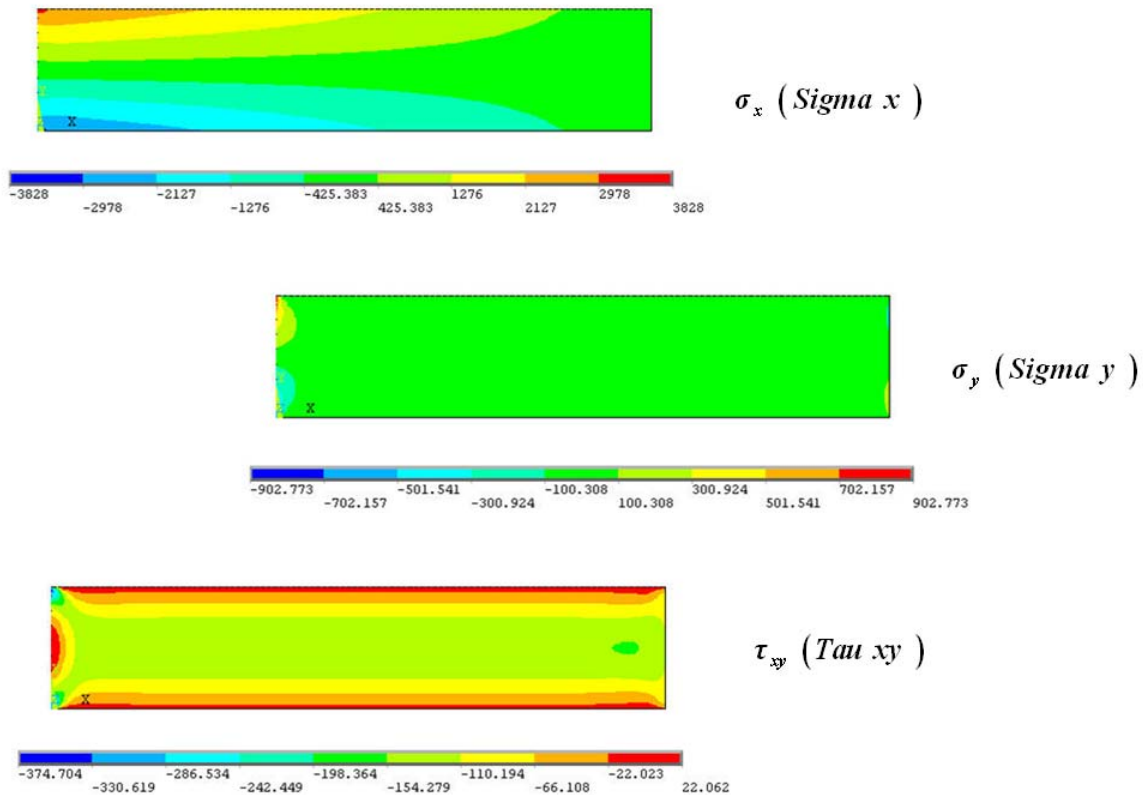 X
σx (Sigma x)
-3828 -2127 -425.383 1276 2978
-2978 -1276 425.383 2127 3828
X
σy (Sigma y)
-902.773 -501.541 -100.308 300.924 702.157
-702.157 -300.924 100.308 501.541 902.773
X
τxy (Tau xy)
-374.704 -286.534 -198.364 -110.194 -22.023
-330.619 -242.449 -154.279 -66.108 22.062